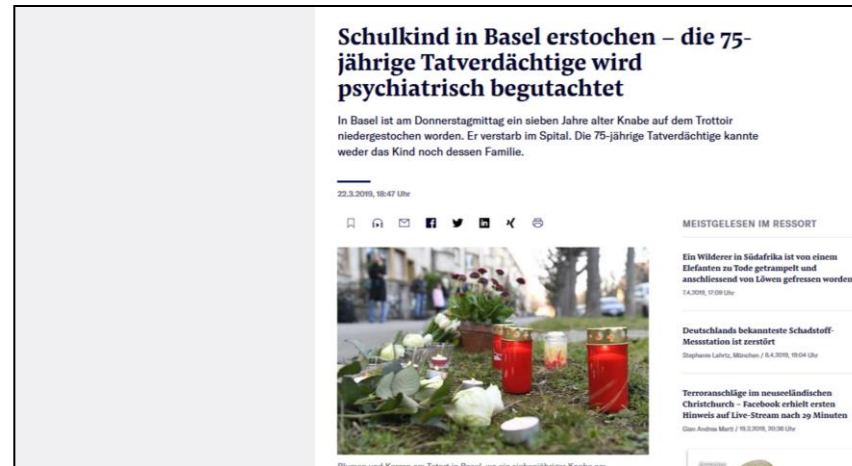 Schulkind in Basel erstochen – die 75-
jährige Tatverdächtige wird
psychiatrisch begutachtet
In Basel ist am Donnerstagmittag ein sieben Jahre alter Knabe auf dem Trottoir
niedergestochen worden. Er verstarb im Spital. Die 75-jährige Tatverdächtige kannte
weder das Kind noch dessen Familie.
22.3.2019, 18:47 Uhr
MEISTGELESEN IM RESSORT
Ein Wilderer in Südafrika ist von einem
Elefanten zu Tode getrampelt und
anschliessend von Löwen gefressen worden
7.4.2019, 17:09 Uhr
Deutschlands bekannteste Schadstoff-
Messstation ist zerstört
Stephanie Lahrtz, München / 8.4.2019, 19:04 Uhr
Terroranschläge im neuseeländischen
Christchurch – Facebook erhielt ersten
Hinweis auf Live-Stream nach 29 Minuten
Gian Andrea Marti / 19.3.2019, 20:36 Uhr